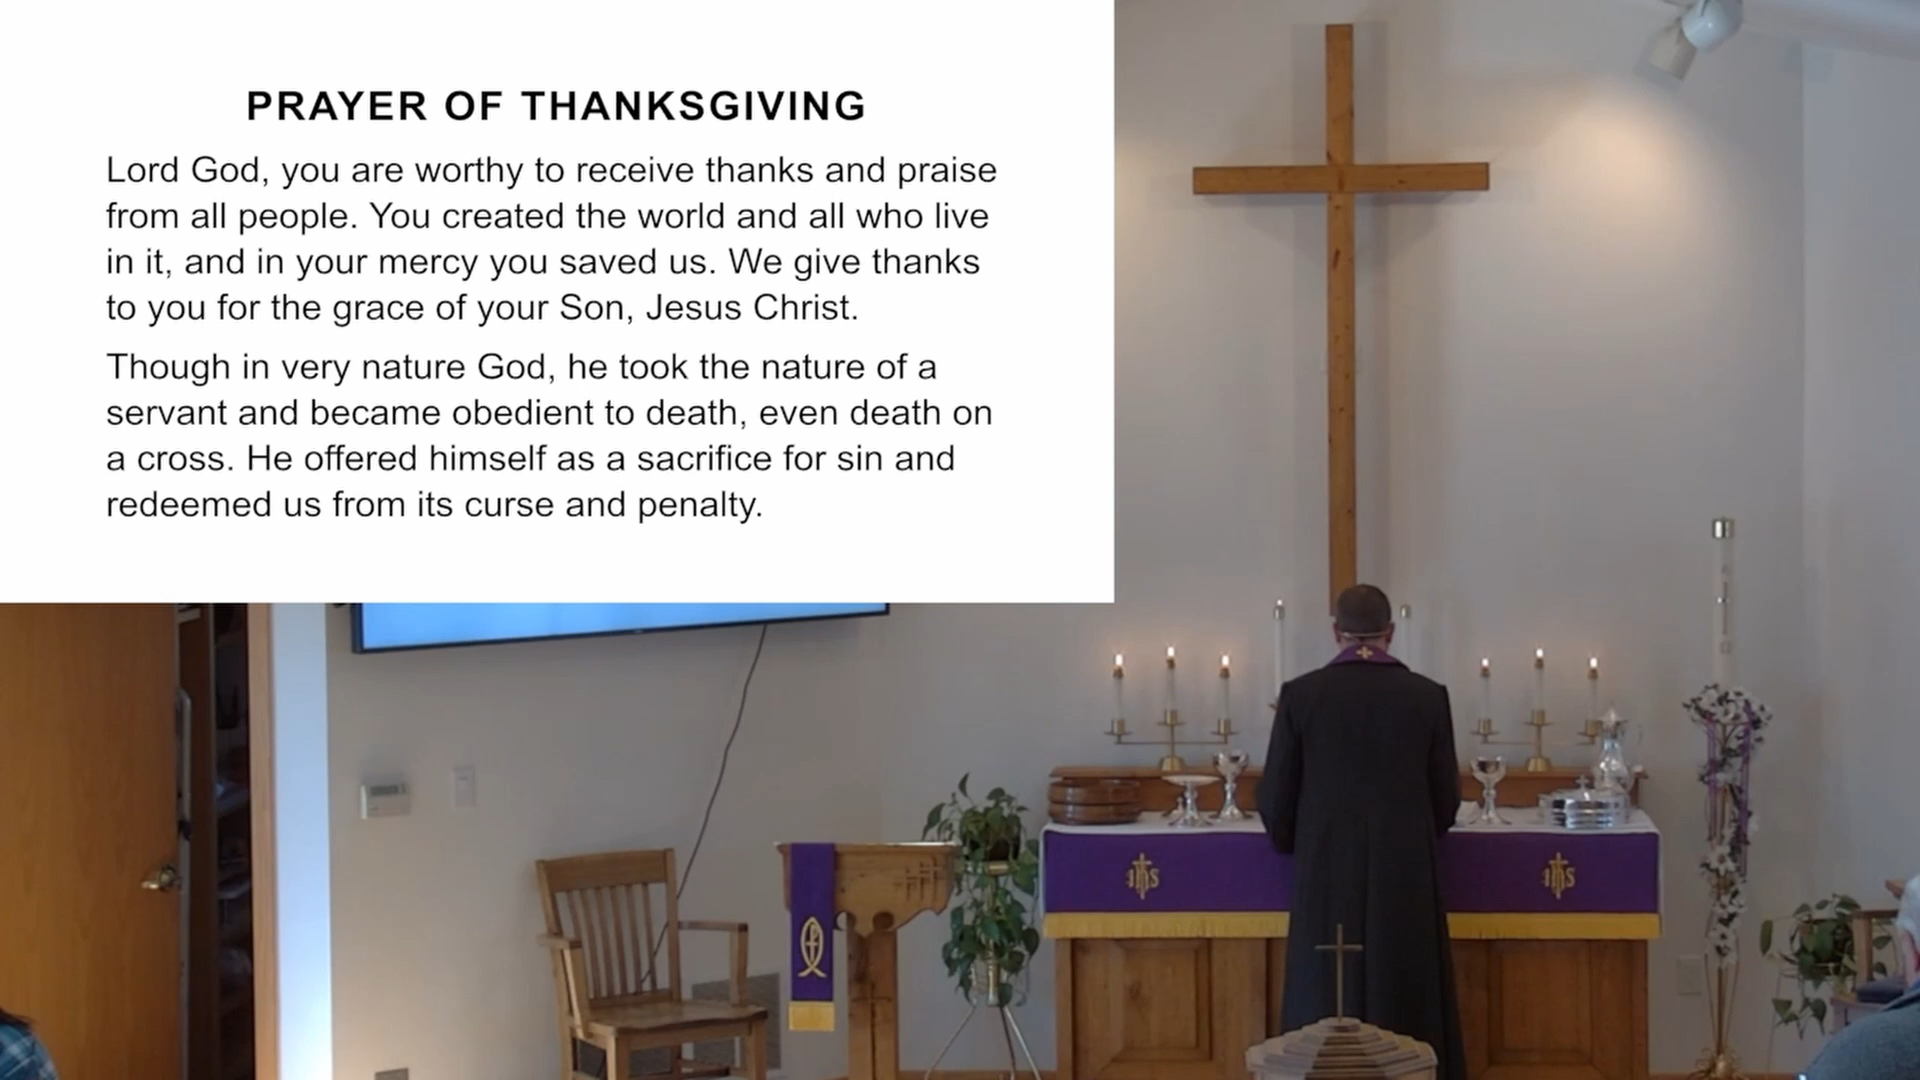 PRAYER OF THANKSGIVING
Lord God, you are worthy to receive thanks and praise
from all people. You created the world and all who live
in it, and in your mercy you saved us. We give thanks
to you for the grace of your Son, Jesus Christ.
Though in very nature God, he took the nature of a
servant and became obedient to death, even death on
a cross. He offered himself as a sacrifice for sin and
redeemed us from its curse and penalty.
IHS
IHS